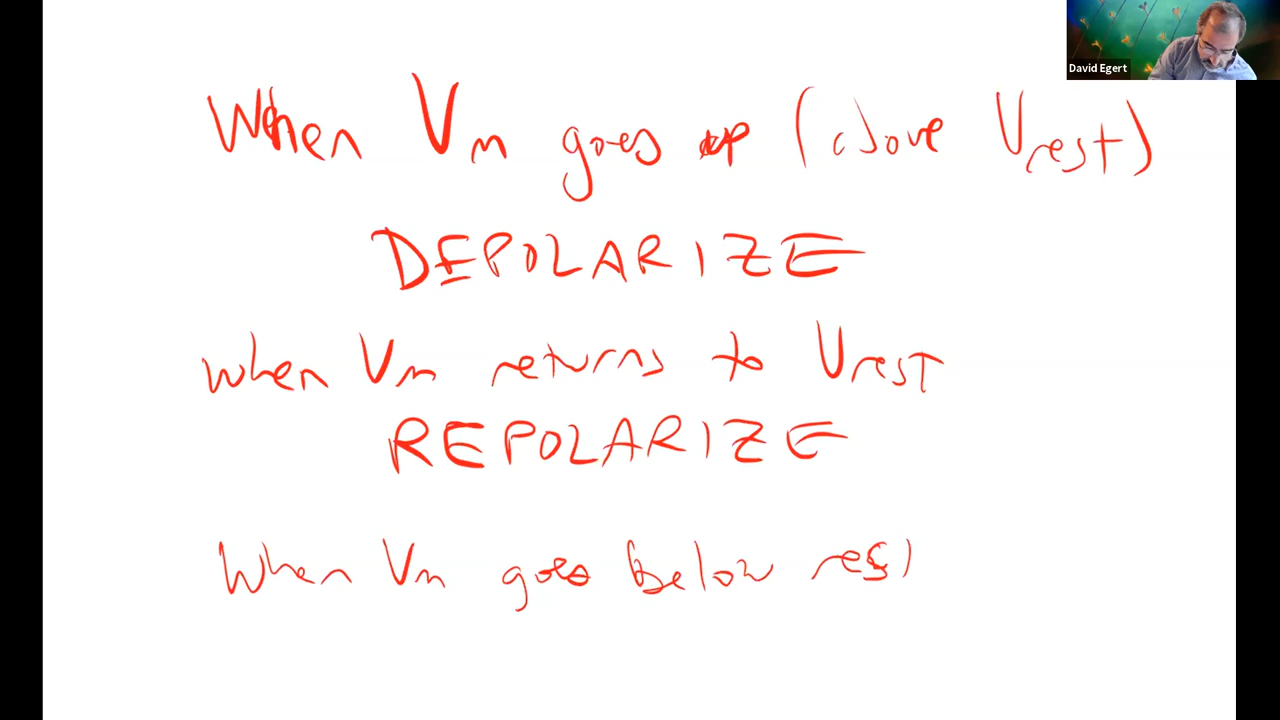 David Egert
When Vm goes up (above Vrest)
DEPOLARIZE
when Vm returns to Vrest
REPOLARIZE
When Vm goes below rest